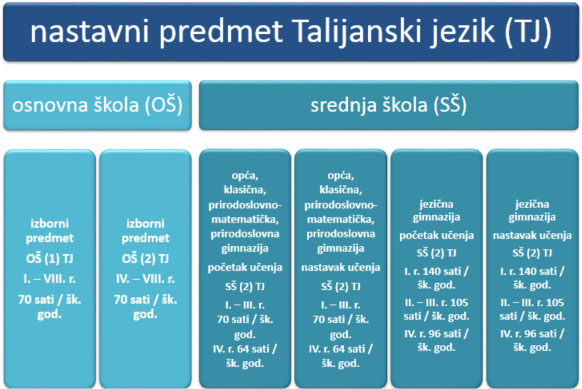 nastavni predmet Talijanski jezik (TJ)
osnovna škola (OŠ)
srednja škola (SŠ)
izborni
predmet
OŠ (1) TJ
I. – VIII. r.
70 sati / šk.
god.
izborni
predmet
OŠ (2) TJ
IV. – VIII. r.
70 sati / šk.
god.
opća,
klasična,
prirodoslovno-
matematička,
prirodoslovna
gimnazija
početak učenja
SŠ (2) TJ
I. – III. r.
70 sati / šk.
god.
IV. r. 64 sati /
šk. god.
opća,
klasična,
prirodoslovno-
matematička,
prirodoslovna
gimnazija
nastavak učenja
SŠ (2) TJ
I. – III. r.
70 sati / šk.
god.
IV. r. 64 sati /
šk. god.
jezična
gimnazija
početak učenja
SŠ (2) TJ
I. r. 140 sati /
šk. god.
II. – III. r. 105
sati / šk. god.
IV. r. 96 sati /
šk. god.
jezična
gimnazija
nastavak učenja
SŠ (2) TJ
I. r. 140 sati /
šk. god.
II. – III. r. 105
sati / šk. god.
IV. r. 96 sati /
šk. god.